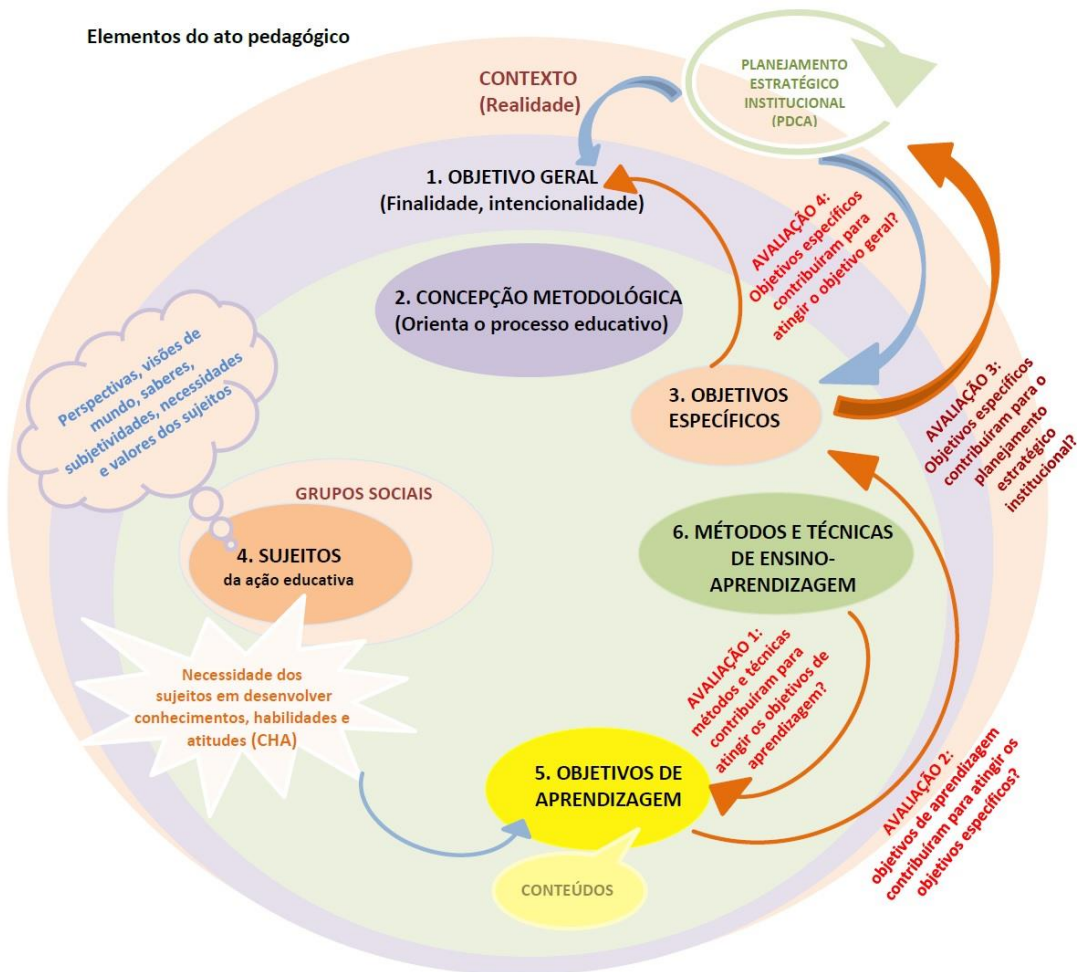 Elementos do ato pedagógico
PLANEJAMENTO
ESTRATÉGICO
INSTITUCIONAL
(PDCA)
CONTEXTO
(Realidade)
1. OBJETIVO GERAL
(Finalidade, intencionalidade)
AVALIAÇÃO 4:
Objetivos específicos
contribuíram para
atingir o objetivo geral?
2. CONCEPÇÃO METODOLÓGICA
(Orienta o processo educativo)
Perspectivas, visões de
mundo, saberes,
subjetividades, necessidades
e valores dos sujeitos
3. OBJETIVOS
ESPECÍFICOS
AVALIAÇÃO 3:
Objetivos específicos
contribuíram para o
planejamento
estratégico
institucional?
GRUPOS SOCIAIS
4. SUJEITOS
da ação educativa
6. MÉTODOS E TÉCNICAS
DE ENSINO-
APRENDIZAGEM
Necessidade dos
sujeitos em desenvolver
conhecimentos, habilidades e
atitudes (CHA)
AVALIAÇÃO 1:
métodos e técnicas
contribuíram para
atingir os objetivos de
aprendizagem?
5. OBJETIVOS DE
APRENDIZAGEM
AVALIAÇÃO 2:
objetivos de aprendizagem
contribuíram para atingir os
objetivos específicos?
CONTEÚDOS